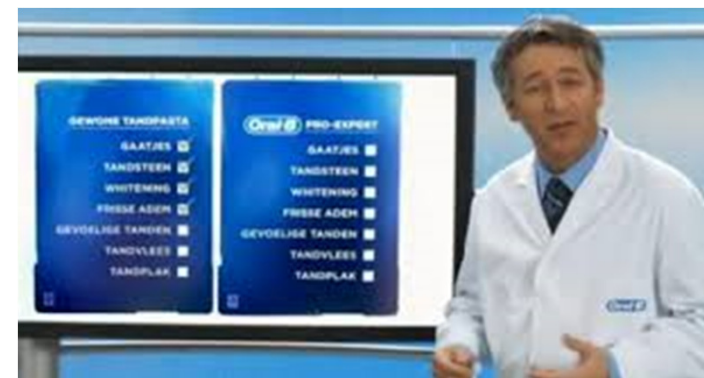 GEWONE TANDPASTA
GAATJES
TANDSTEEN
WHITENING
FRISSE ADEM
GEVOELIGE TANDEN
TANDVLEES
TANDPLAK
Oral-B PRO-EXPERT
GAATJES
TANDSTEEN
WHITENING
FRISSE ADEM
GEVOELIGE TANDEN
TANDVLEES
TANDPLAK
Oral-B